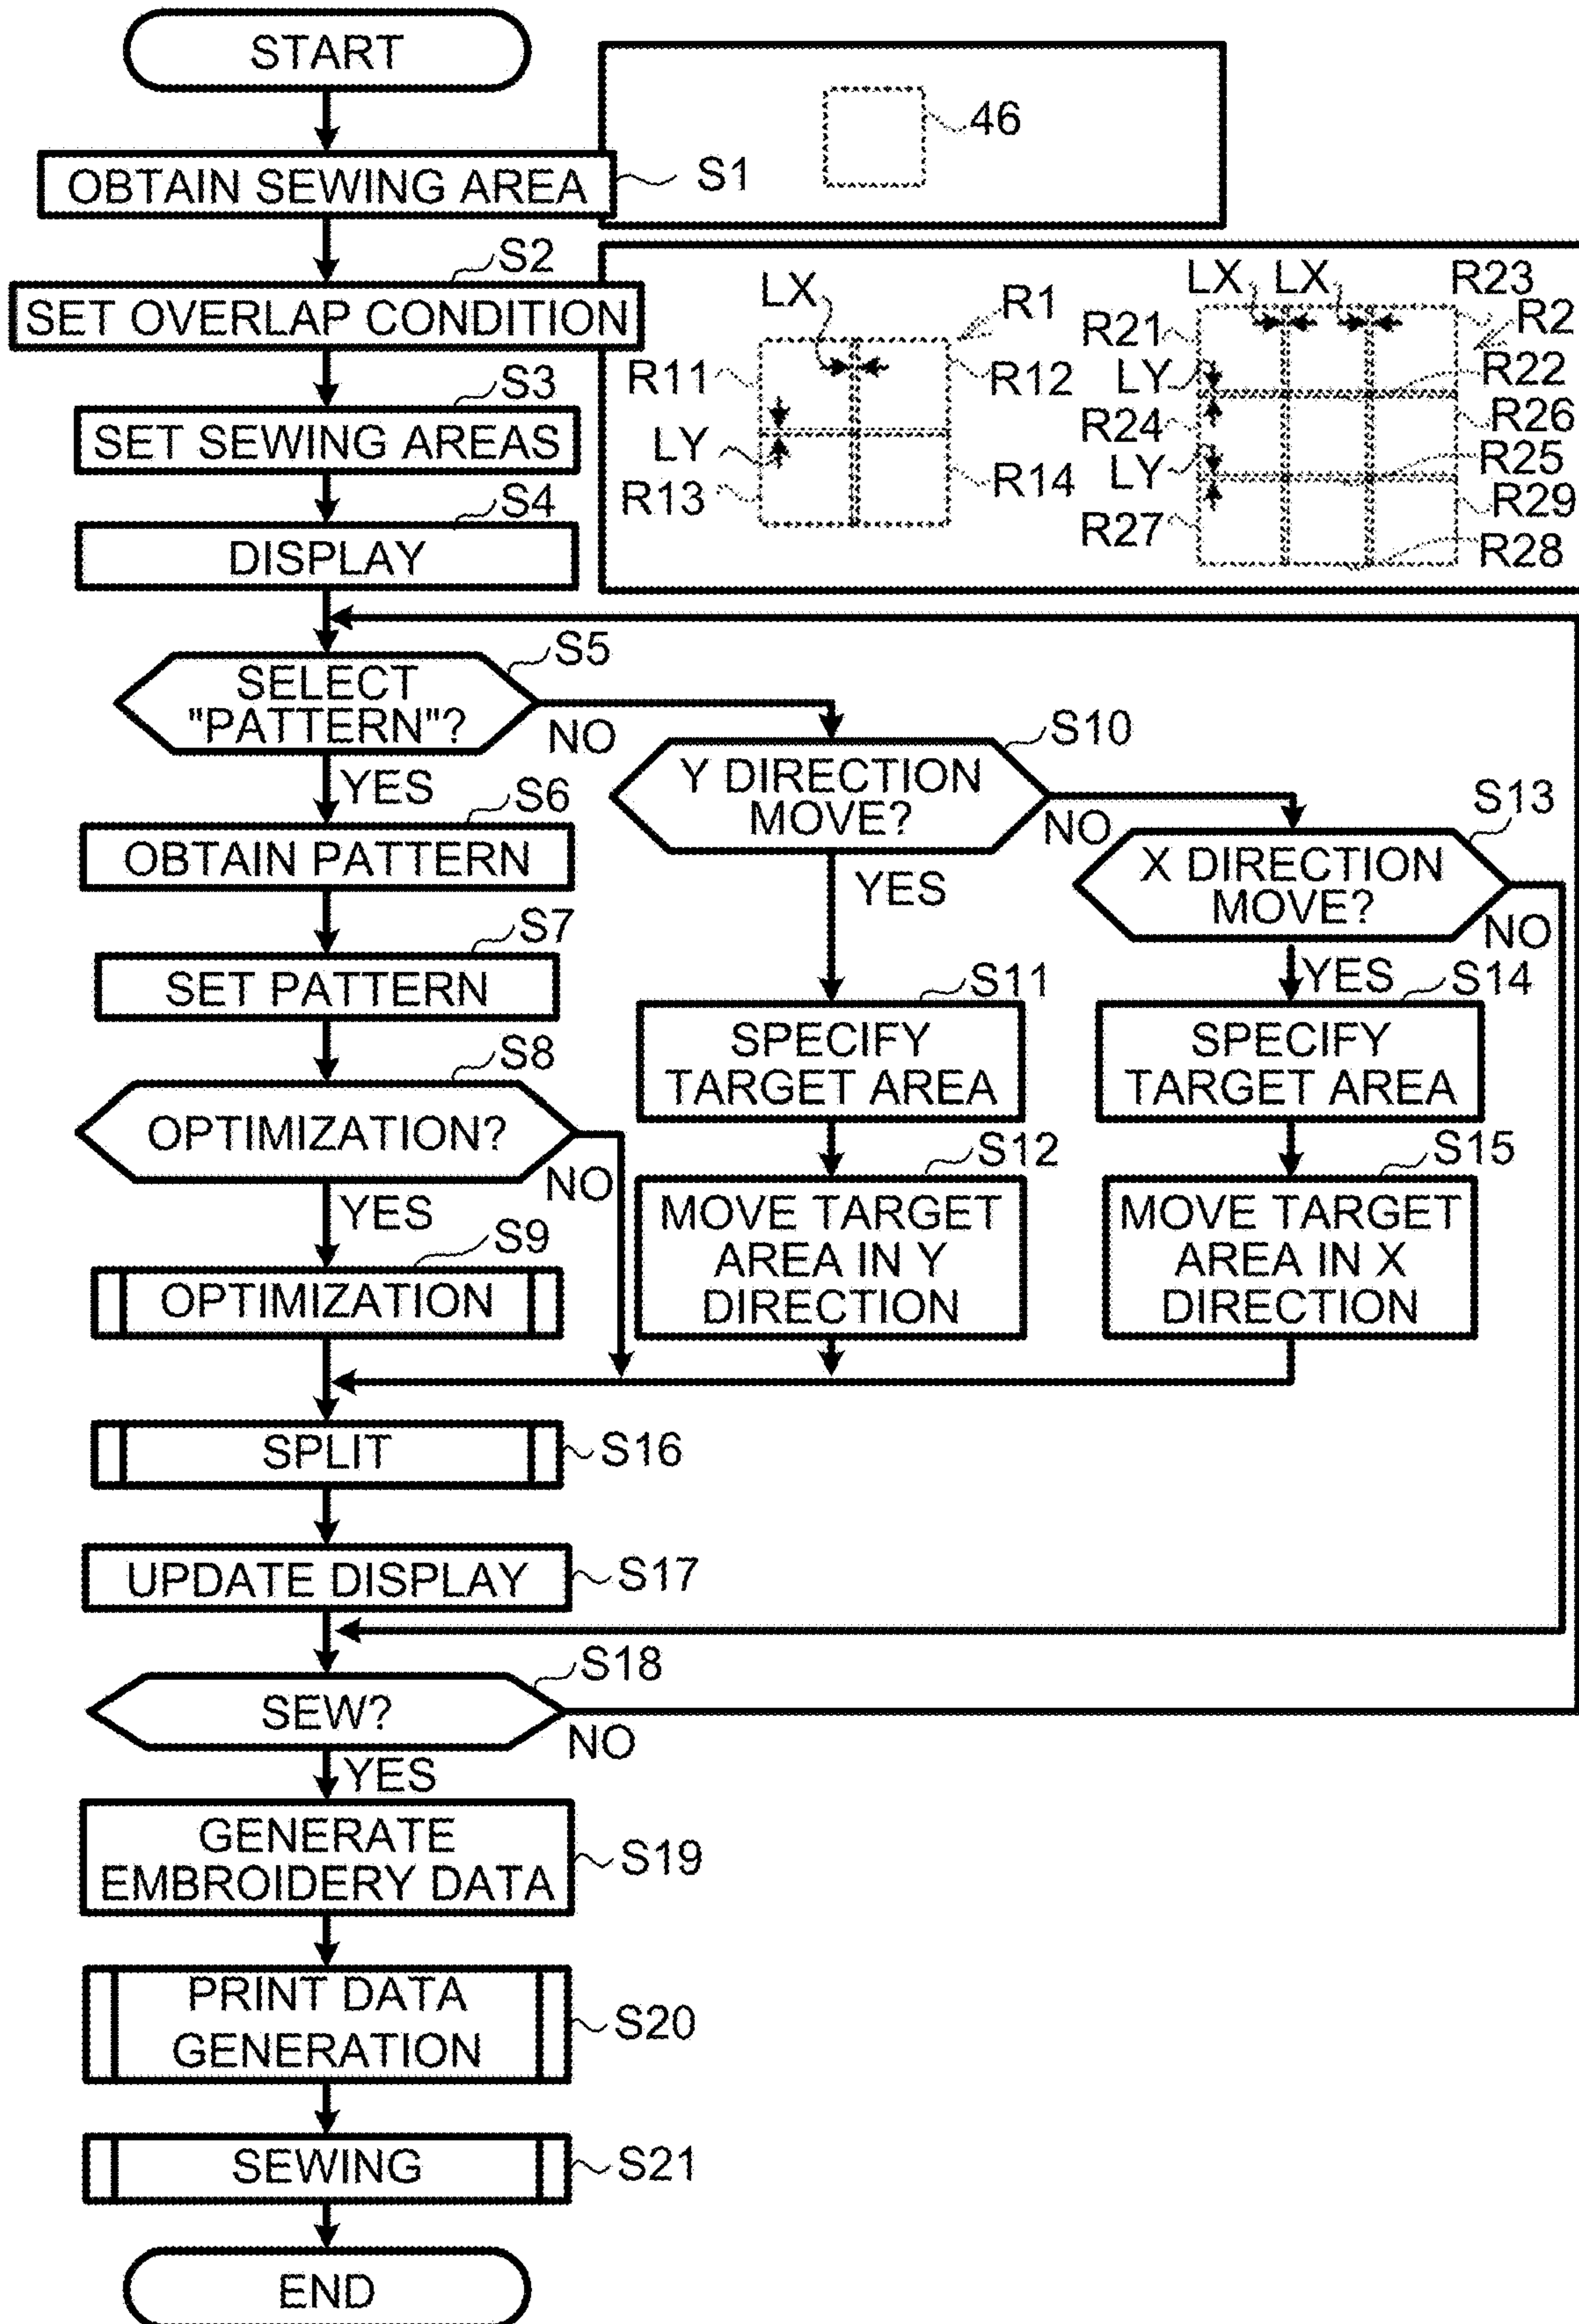 START
46
OBTAIN SEWING AREA
S1
S2
SET OVERLAP CONDITION
LX
R1
LX LX
R23
R21
R2
R11
R12
LY
R22
S3
SET SEWING AREAS
LY
R24
R26
R13
R14
LY
R25
S4
R27
R29
DISPLAY
R28
S5
SELECT
"PATTERN"?
NO
YES
S10
Y DIRECTION
MOVE?
NO
YES
S13
X DIRECTION
MOVE?
NO
YES
S6
OBTAIN PATTERN
S7
SET PATTERN
S11
SPECIFY
TARGET AREA
S14
SPECIFY
TARGET AREA
S8
OPTIMIZATION?
NO
YES
S12
MOVE TARGET
AREA IN Y
DIRECTION
S15
MOVE TARGET
AREA IN X
DIRECTION
S9
OPTIMIZATION
SPLIT
S16
UPDATE DISPLAY
S17
S18
SEW?
NO
YES
GENERATE
EMBROIDERY DATA
S19
PRINT DATA
GENERATION
S20
SEWING
S21
END